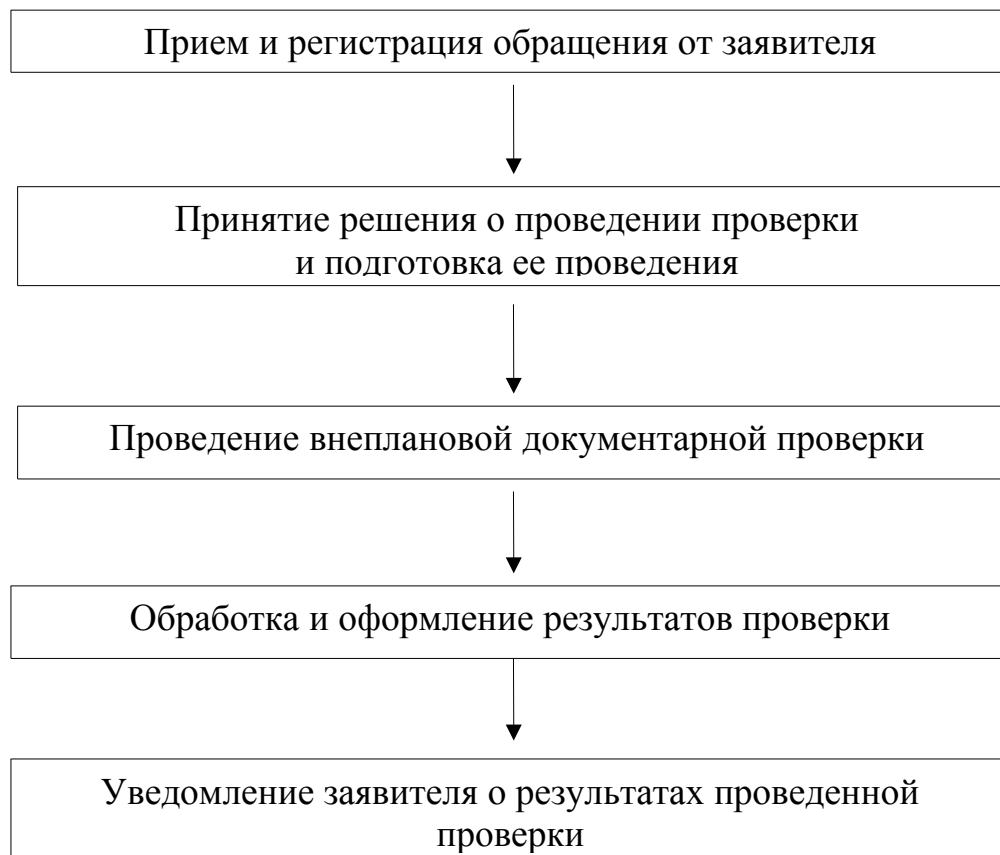 Прием и регистрация обращения от заявителя
Принятие решения о проведении проверки
и подготовка ее проведения
Проведение внеплановой документарной проверки
Обработка и оформление результатов проверки
Уведомление заявителя о результатах проведенной
проверки